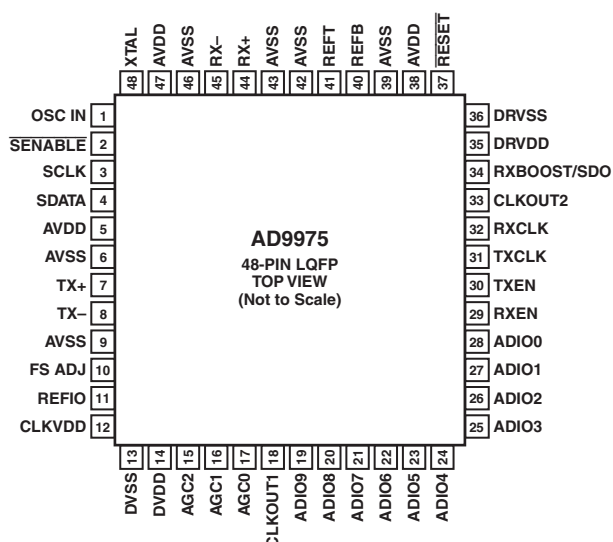 XTAL
AVDD
AVSS
RX–
RX+
AVSS
AVSS
REFT
REFB
AVSS
AVDD
RESET
48
47
46
45
44
43
42
41
40
39
38
37
OSC IN 1
SENABLE 2
SCLK 3
SDATA 4
AVDD 5
AVSS 6
TX+ 7
TX– 8
AVSS 9
FS ADJ 10
REFIO 11
CLKVDD 12
AD9975
48-PIN LQFP
TOP VIEW
(Not to Scale)
36 DRVSS
35 DRVDD
34 RXBOOST/SDO
33 CLKOUT2
32 RXCLK
31 TXCLK
30 TXEN
29 RXEN
28 ADIO0
27 ADIO1
26 ADIO2
25 ADIO3
13
14
15
16
17
18
19
20
21
22
23
24
DVSS
DVDD
AGC2
AGC1
AGC0
CLKOUT1
ADIO9
ADIO8
ADIO7
ADIO6
ADIO5
ADIO4